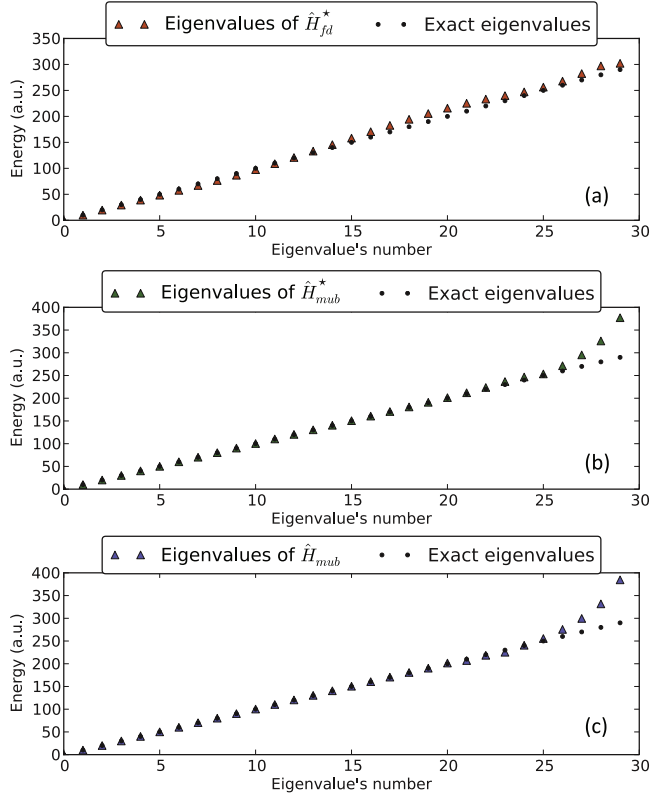 Eigenvalues of Ĥ*fd Exact eigenvalues
350
300
250
200
150
100
50
0
Energy (a.u.)
(a)
0 5 10 15 20 25 30
Eigenvalue's number
Eigenvalues of Ĥ*mub Exact eigenvalues
400
350
300
250
200
150
100
50
0
Energy (a.u.)
(b)
0 5 10 15 20 25 30
Eigenvalue's number
Eigenvalues of Ĥmub Exact eigenvalues
400
350
300
250
200
150
100
50
0
Energy (a.u.)
(c)
0 5 10 15 20 25 30
Eigenvalue's number